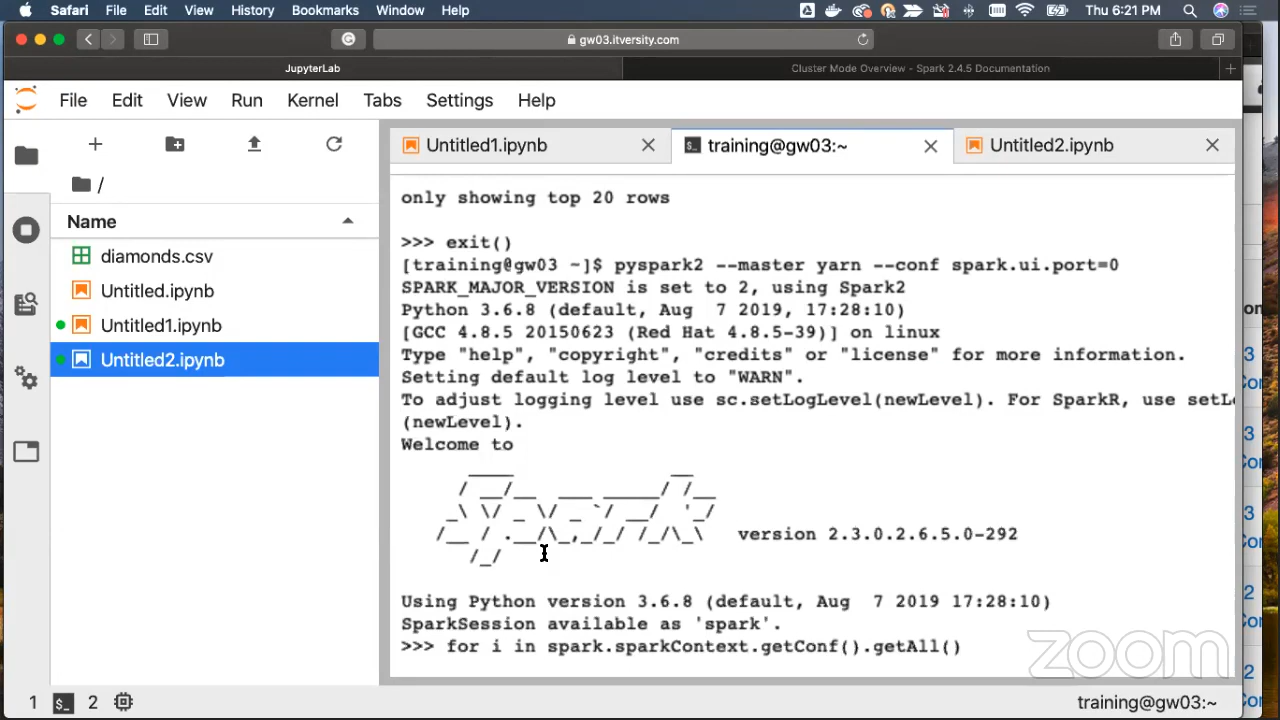 Safari File Edit View History Bookmarks Window Help Thu 6:21 PM
gw03.itversity.com
JupyterLab Cluster Mode Overview - Spark 2.4.5 Documentation
File Edit View Run Kernel Tabs Settings Help
Untitled1.ipynb training@gw03:~ Untitled2.ipynb
/
Name
diamonds.csv
Untitled.ipynb
Untitled1.ipynb
Untitled2.ipynb
only showing top 20 rows
>>> exit()
[training@gw03 ~]$ pyspark2 --master yarn --conf spark.ui.port=0
SPARK_MAJOR_VERSION is set to 2, using Spark2
Python 3.6.8 (default, Aug  7 2019, 17:28:10)
[GCC 4.8.5 20150623 (Red Hat 4.8.5-39)] on linux
Type "help", "copyright", "credits" or "license" for more information.
Setting default log level to "WARN".
To adjust logging level use sc.setLogLevel(newLevel). For SparkR, use setL
(newLevel).
Welcome to
Spark version 2.3.0.2.6.5.0-292
Using Python version 3.6.8 (default, Aug  7 2019 17:28:10)
SparkSession available as 'spark'.
>>> for i in spark.sparkContext.getConf().getAll()
zoom
1 2 training@gw03:~